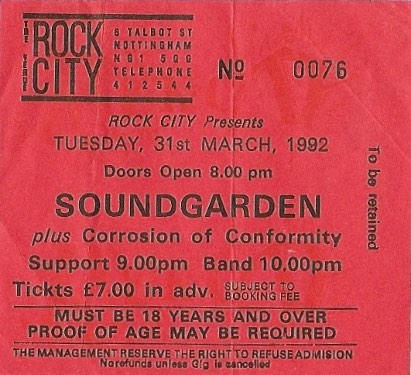 THE VENUE
ROCK CITY
8 TALBOT ST
NOTTINGHAM
NG1 5GG
TELEPHONE
412544
No 0076
ROCK CITY Presents
TUESDAY, 31st MARCH, 1992
Doors Open 8.00 pm
SOUNDGARDEN
plus Corrosion of Conformity
Support 9.00pm Band 10.00pm
Tickts £7.00 in adv. SUBJECT TO BOOKING FEE
MUST BE 18 YEARS AND OVER
PROOF OF AGE MAY BE REQUIRED
THE MANAGEMENT RESERVE THE RIGHT TO REFUSE ADMISION
No refunds unless Gig is cancelled
To be retained